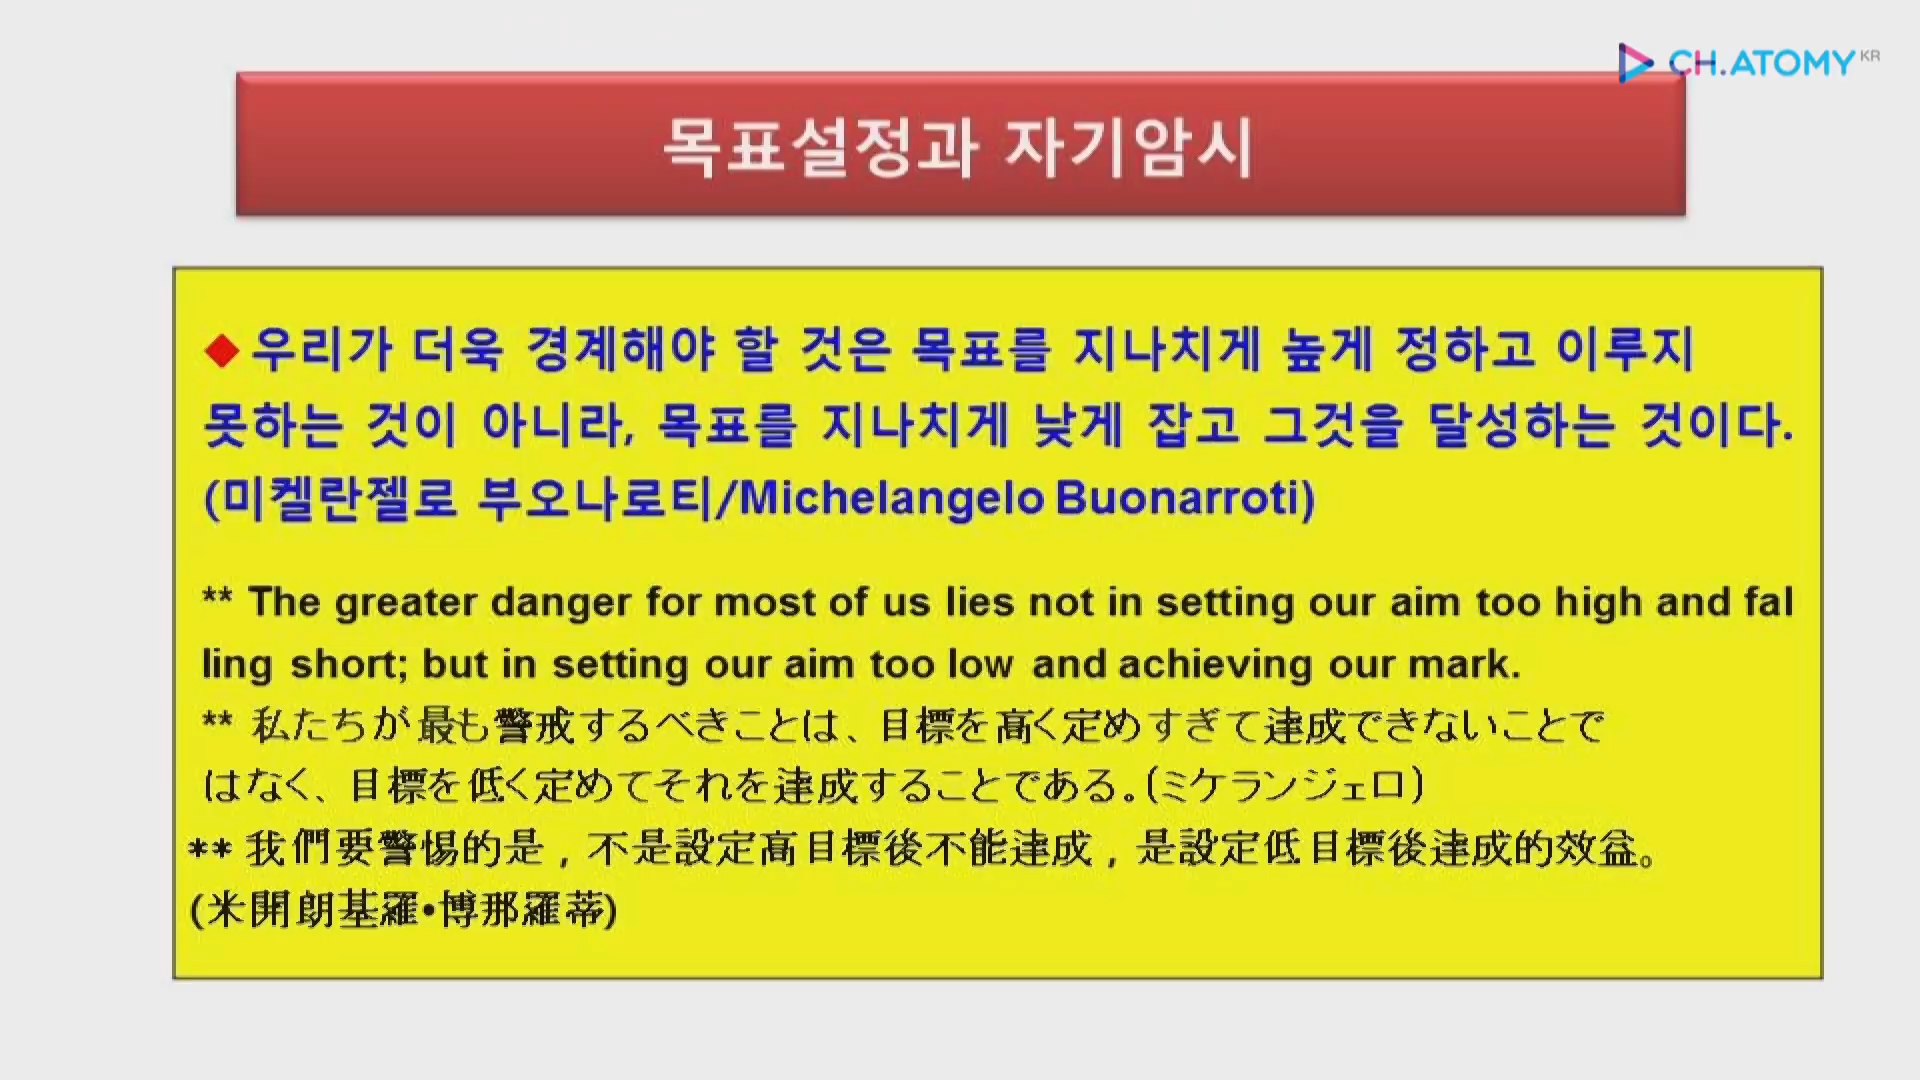 CH.ATOMY KR
목표설정과 자기암시
◆우리가 더욱 경계해야 할 것은 목표를 지나치게 높게 정하고 이루지
못하는 것이 아니라, 목표를 지나치게 낮게 잡고 그것을 달성하는 것이다.
(미켈란젤로 부오나로티/Michelangelo Buonarroti)
** The greater danger for most of us lies not in setting our aim too high and fal
ling short; but in setting our aim too low and achieving our mark.
** 私たちが最も警戒するべきことは、目標を高く定めすぎて達成できないことで
はなく、目標を低く定めてそれを達成することである。(ミケランジェロ)
** 我們要警惕的是，不是設定高目標後不能達成，是設定低目標後達成的效益。
(米開朗基羅•博那羅蒂)